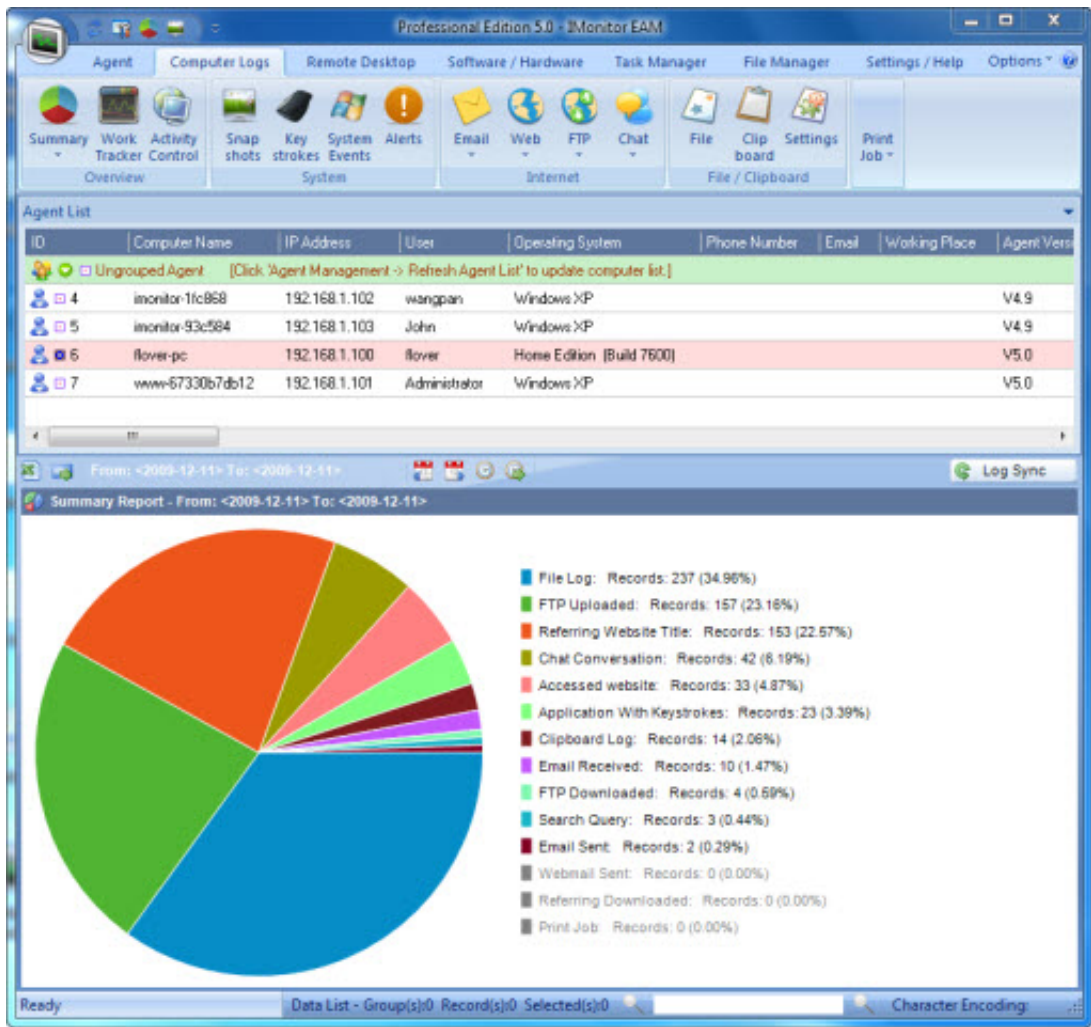 Professional Edition 5.0 - IMonitor EAM
Agent Computer Logs Remote Desktop Software / Hardware Task Manager File Manager Settings / Help Options
Summary Work Tracker Activity Control Snap shots Key strokes System Events Alerts Email Web FTP Chat File Clip board Settings Print Job
Overview System Internet File / Clipboard
Agent List
ID Computer Name IP Address User Operating System Phone Number Email Working Place Agent Versi
Ungrouped Agent [Click 'Agent Management -> Refresh Agent List' to update computer list.]
4 imonitor-1fc868 192.168.1.102 wangpan Windows XP V4.9
5 imonitor-93c584 192.168.1.103 John Windows XP V4.9
6 flover-pc 192.168.1.100 flover Home Edition (Build 7600) V5.0
7 www-67330b7db12 192.168.1.101 Administrator Windows XP V5.0
From: <2009-12-11> To: <2009-12-11> Log Sync
Summary Report - From: <2009-12-11> To: <2009-12-11>
File Log: Records: 237 (34.96%)
FTP Uploaded: Records: 157 (23.16%)
Referring Website Title: Records: 153 (22.57%)
Chat Conversation: Records: 42 (6.19%)
Accessed website: Records: 33 (4.87%)
Application With Keystrokes: Records: 23 (3.39%)
Clipboard Log: Records: 14 (2.06%)
Email Received: Records: 10 (1.47%)
FTP Downloaded: Records: 4 (0.59%)
Search Query: Records: 3 (0.44%)
Email Sent: Records: 2 (0.29%)
Webmail Sent: Records: 0 (0.00%)
Referring Downloaded: Records: 0 (0.00%)
Print Job: Records: 0 (0.00%)
Ready Data List - Group(s):0 Record(s):0 Selected(s):0 Character Encoding: